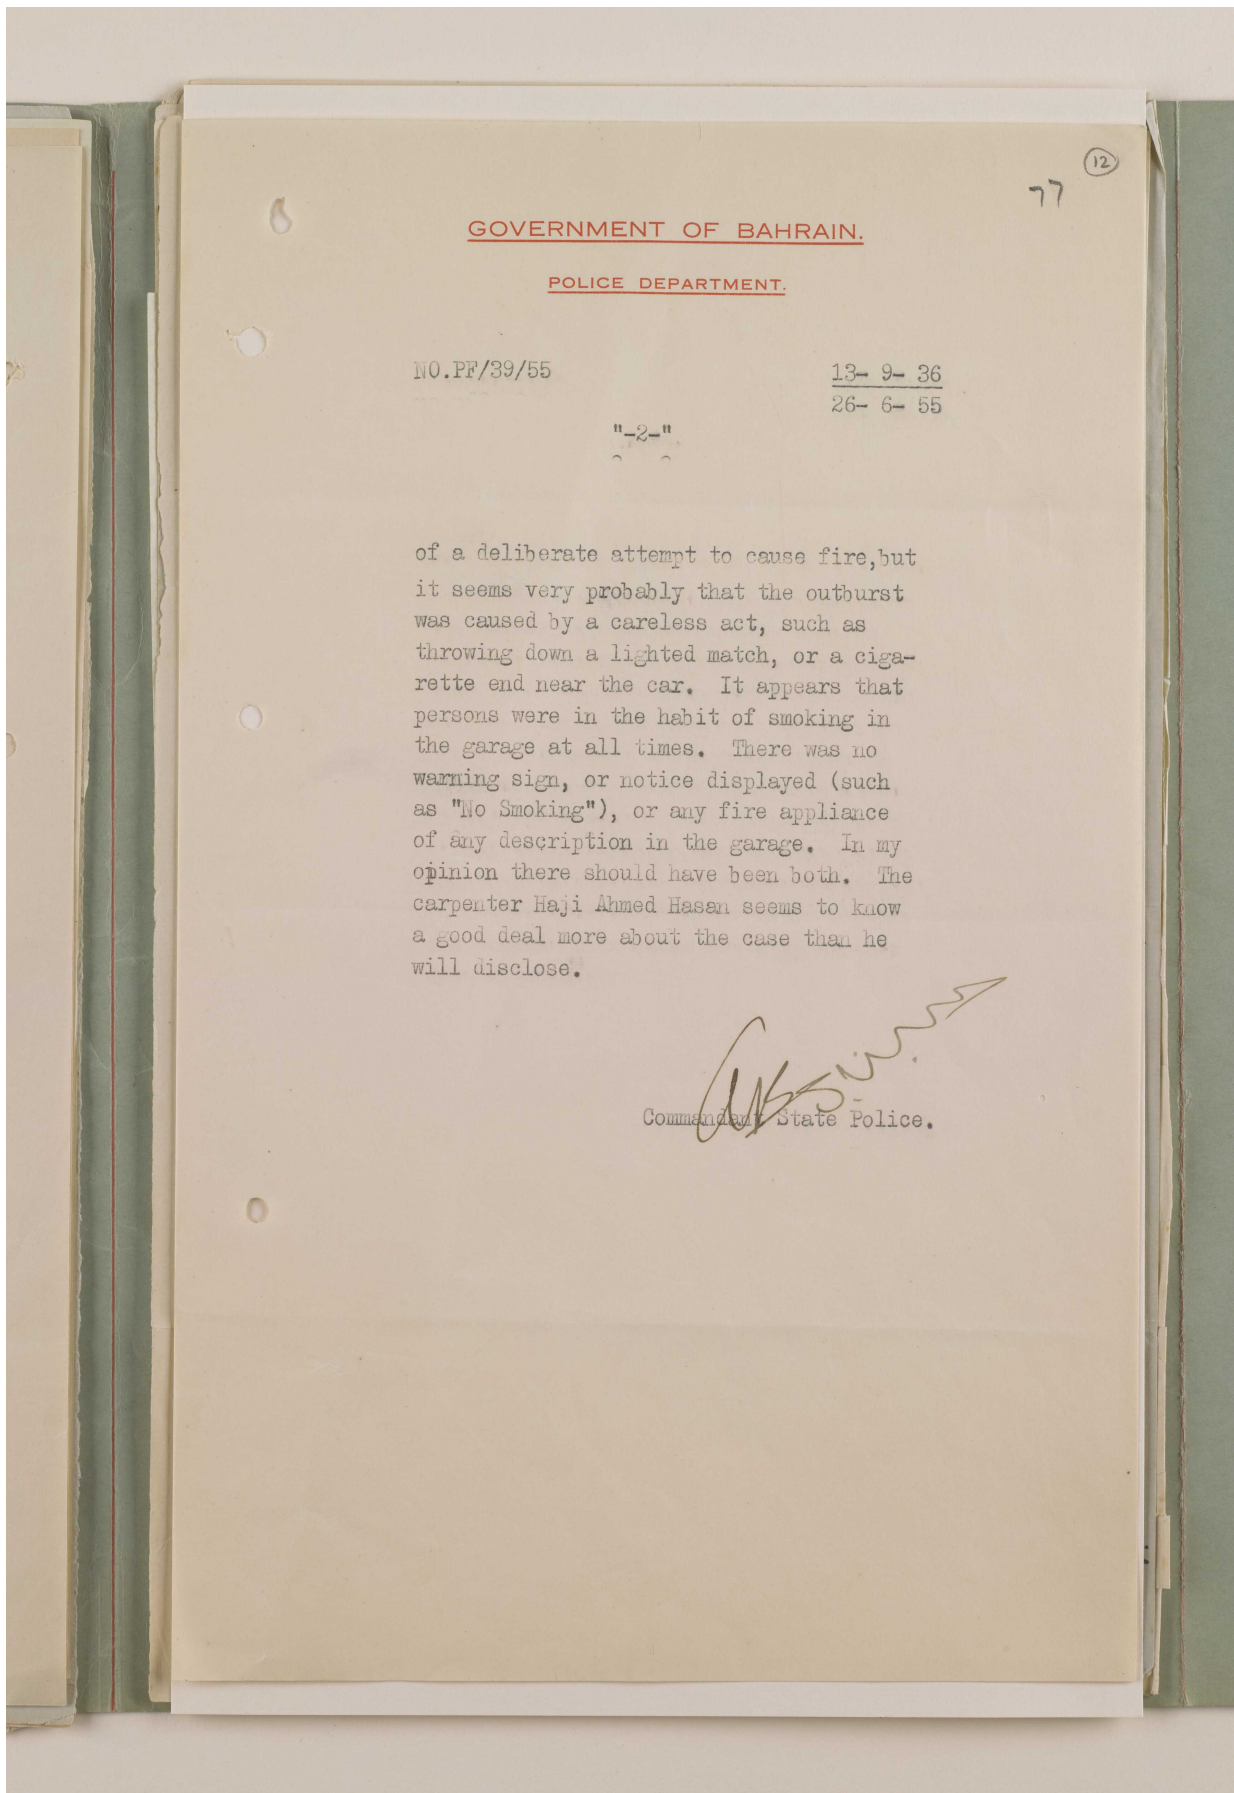 12
77
GOVERNMENT OF BAHRAIN.
POLICE DEPARTMENT.
NO.PF/39/55
13- 9- 36
26- 6- 55
"-2-"
of a deliberate attempt to cause fire,but
it seems very probably that the outburst
was caused by a careless act, such as
throwing down a lighted match, or a ciga-
rette end near the car. It appears that
persons were in the habit of smoking in
the garage at all times. There was no
warning sign, or notice displayed (such
as "No Smoking"), or any fire appliance
of any description in the garage. In my
opinion there should have been both. The
carpenter Haji Ahmed Hasan seems to know
a good deal more about the case than he
will disclose.
Commandant State Police.